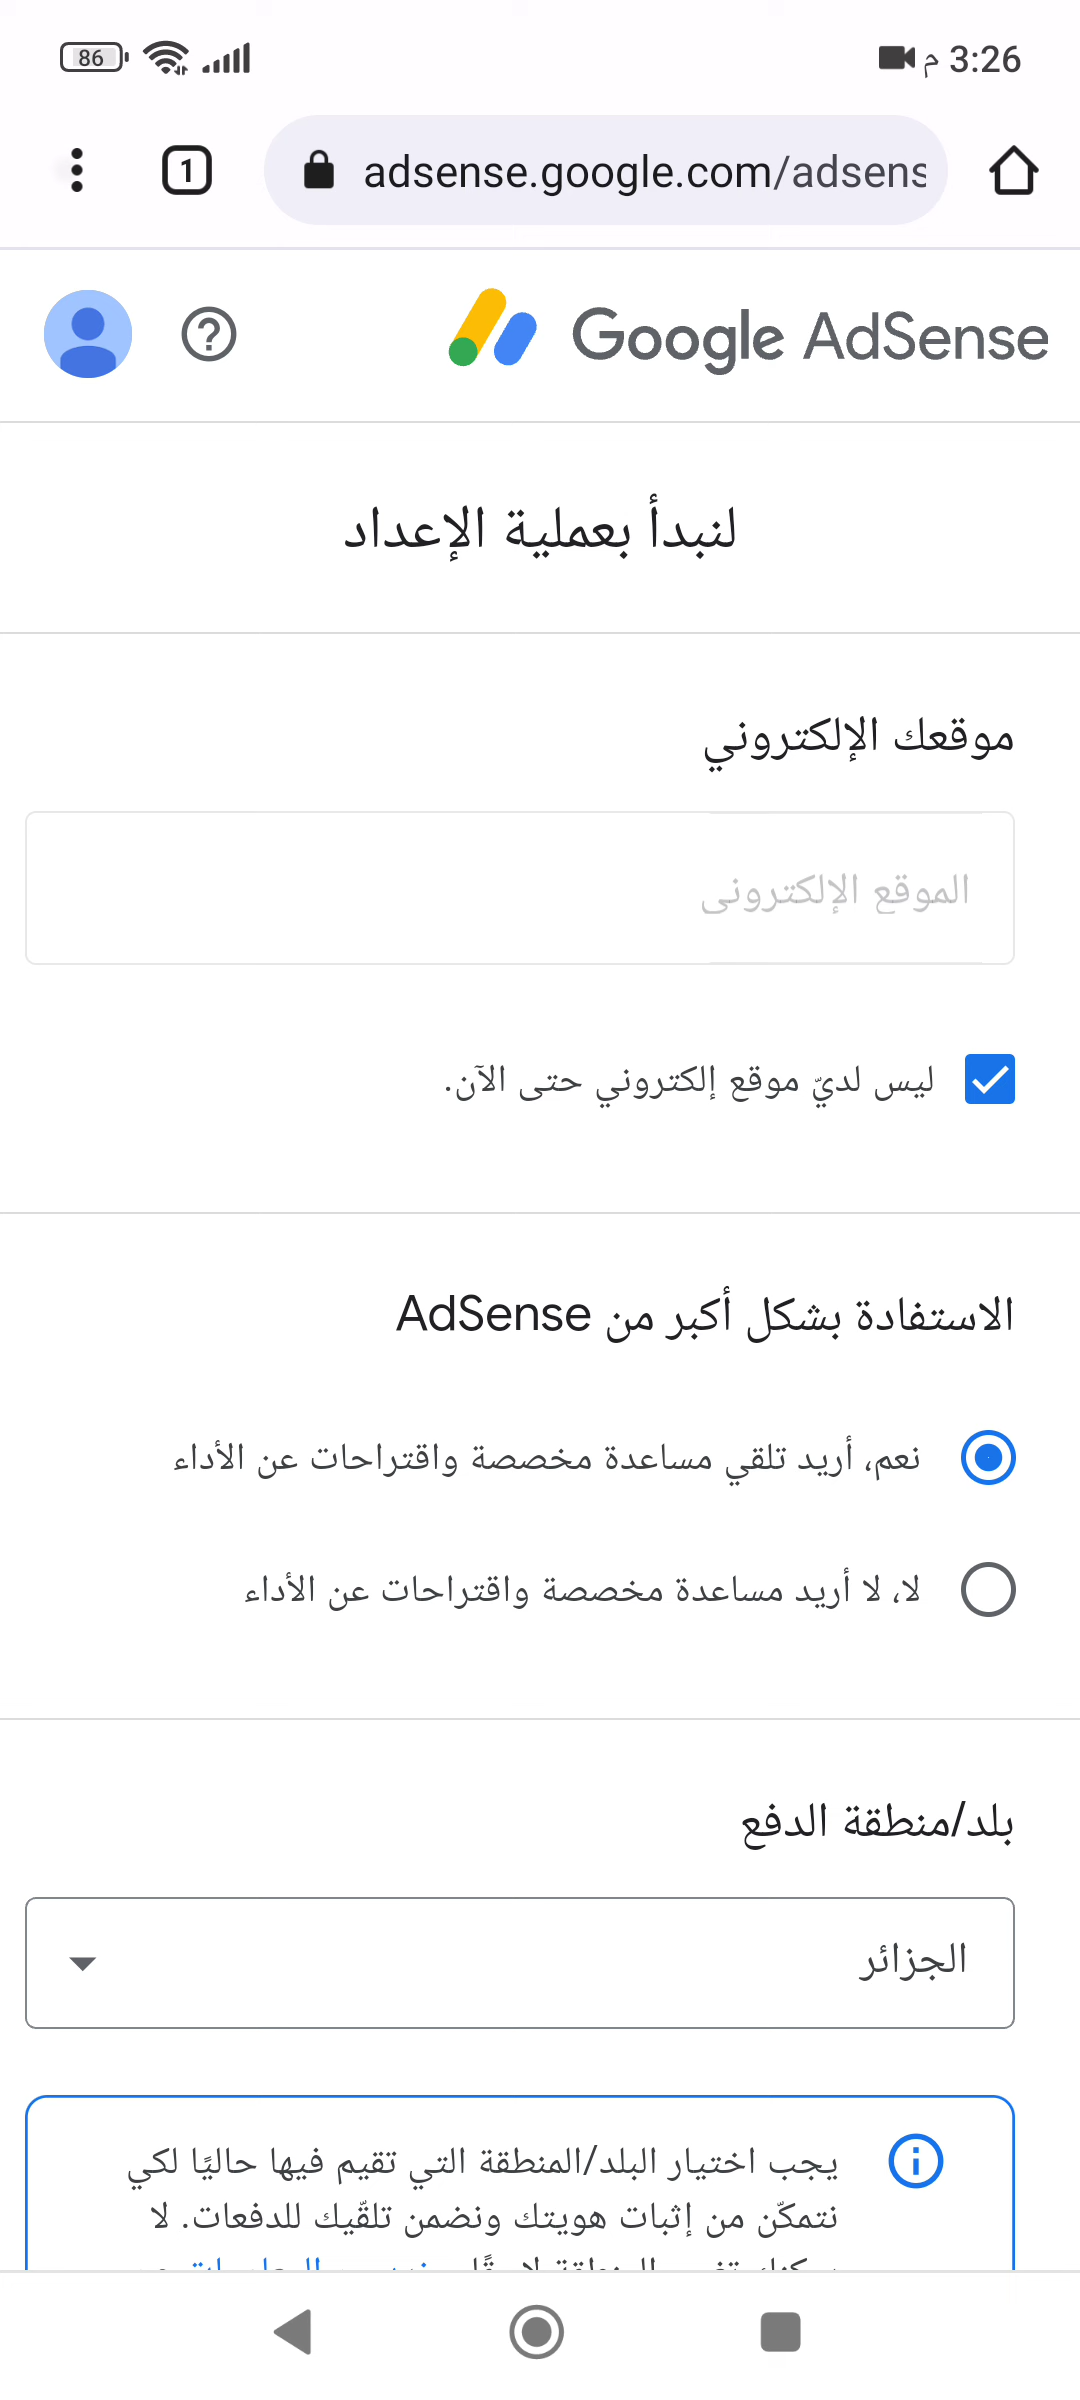 86
3:26 م
1
adsense.google.com/adsens
Google AdSense
لنبدأ بعملية الإعداد
موقعك الإلكتروني
الموقع الإلكتروني
ليس لديّ موقع إلكتروني حتى الآن.
الاستفادة بشكل أكبر من AdSense
نعم، أريد تلقي مساعدة مخصصة واقتراحات عن الأداء
لا، لا أريد مساعدة مخصصة واقتراحات عن الأداء
بلد/منطقة الدفع
الجزائر
يجب اختيار البلد/المنطقة التي تقيم فيها حاليًا لكي
نتمكّن من إثبات هويتك ونضمن تلقّيك للدفعات. لا